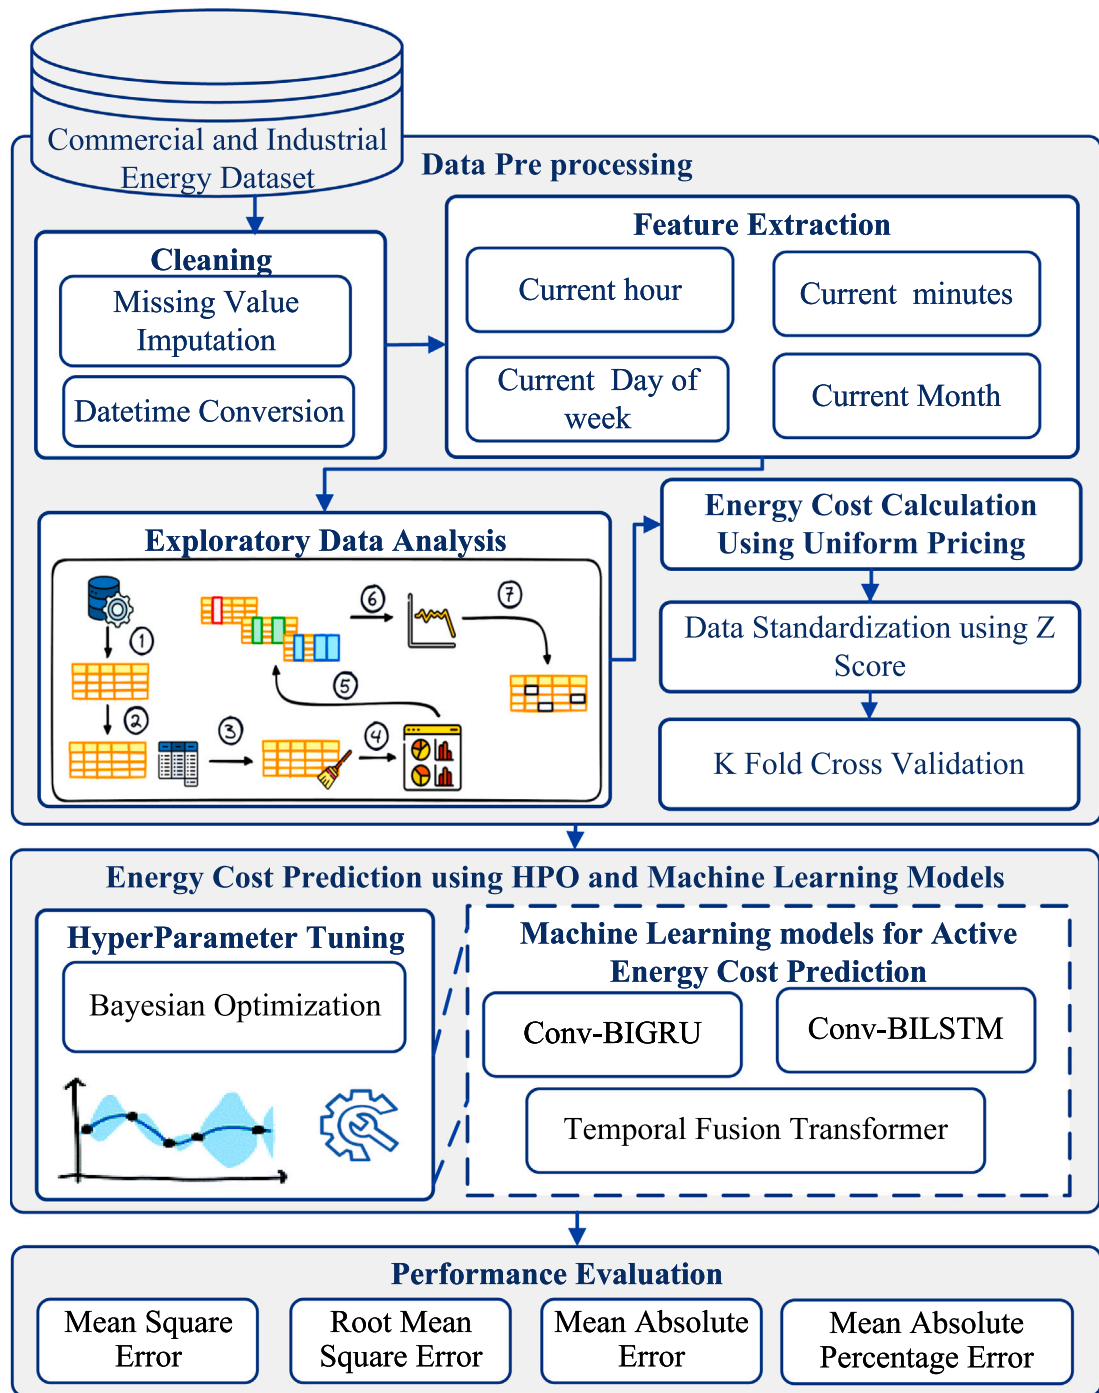 Commercial and Industrial
Energy Dataset
Data Pre processing
Cleaning
Missing Value
Imputation
Datetime Conversion
Feature Extraction
Current hour
Current  minutes
Current  Day of
week
Current Month
Exploratory Data Analysis
1
2
3
4
5
6
7
Energy Cost Calculation
Using Uniform Pricing
Data Standardization using Z
Score
K Fold Cross Validation
Energy Cost Prediction using HPO and Machine Learning Models
HyperParameter Tuning
Bayesian Optimization
Machine Learning models for Active
Energy Cost Prediction
Conv-BIGRU
Conv-BILSTM
Temporal Fusion Transformer
Performance Evaluation
Mean Square
Error
Root Mean
Square Error
Mean Absolute
Error
Mean Absolute
Percentage Error